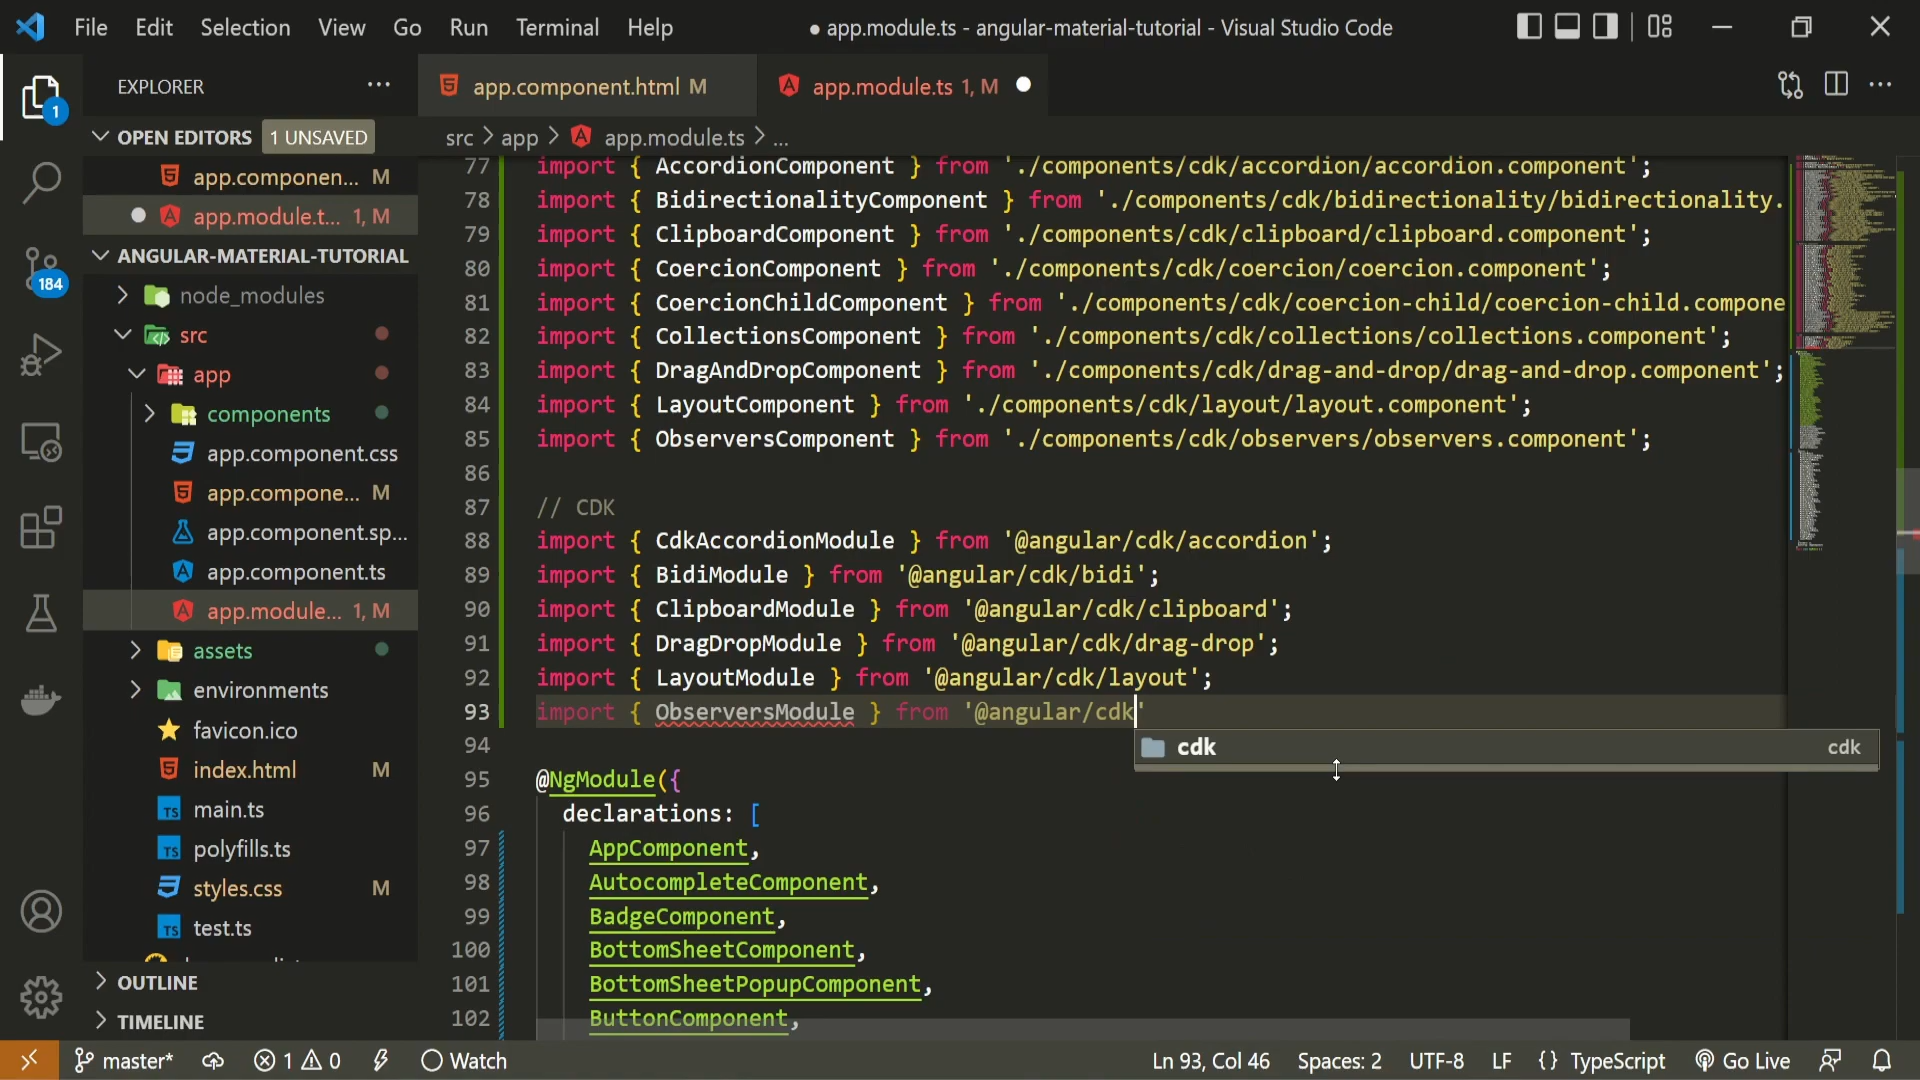 File Edit Selection View Go Run Terminal Help
● app.module.ts - angular-material-tutorial - Visual Studio Code
EXPLORER
app.component.html M
app.module.ts 1, M
OPEN EDITORS 1 UNSAVED
src > app > app.module.ts > ...
app.componen... M
app.module.t... 1, M
ANGULAR-MATERIAL-TUTORIAL
node_modules
src
app
components
app.component.css
app.compone... M
app.component.sp...
app.component.ts
app.module... 1, M
assets
environments
favicon.ico
index.html M
main.ts
polyfills.ts
styles.css M
test.ts
OUTLINE
TIMELINE
1
184
77 import { AccordionComponent } from './components/cdk/accordion/accordion.component';
78 import { BidirectionalityComponent } from './components/cdk/bidirectionality/bidirectionality.
79 import { ClipboardComponent } from './components/cdk/clipboard/clipboard.component';
80 import { CoercionComponent } from './components/cdk/coercion/coercion.component';
81 import { CoercionChildComponent } from './components/cdk/coercion-child/coercion-child.compone
82 import { CollectionsComponent } from './components/cdk/collections/collections.component';
83 import { DragAndDropComponent } from './components/cdk/drag-and-drop/drag-and-drop.component';
84 import { LayoutComponent } from './components/cdk/layout/layout.component';
85 import { ObserversComponent } from './components/cdk/observers/observers.component';
86
87 // CDK
88 import { CdkAccordionModule } from '@angular/cdk/accordion';
89 import { BidiModule } from '@angular/cdk/bidi';
90 import { ClipboardModule } from '@angular/cdk/clipboard';
91 import { DragDropModule } from '@angular/cdk/drag-drop';
92 import { LayoutModule } from '@angular/cdk/layout';
93 import { ObserversModule } from '@angular/cdk'
cdk cdk
94
95 @NgModule({
96 declarations: [
97 AppComponent,
98 AutocompleteComponent,
99 BadgeComponent,
100 BottomSheetComponent,
101 BottomSheetPopupComponent,
102 ButtonComponent,
master* 1 0 Watch
Ln 93, Col 46 Spaces: 2 UTF-8 LF {} TypeScript Go Live